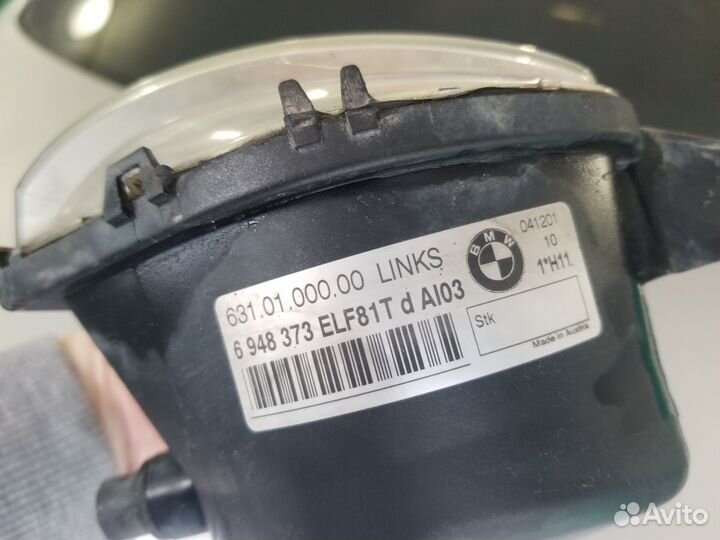 631.01.000.00 LINKS
6 948 373 ELF81T d AI03
BMW
041201
10
1*H11.
Stk
Made in Austria
Avito